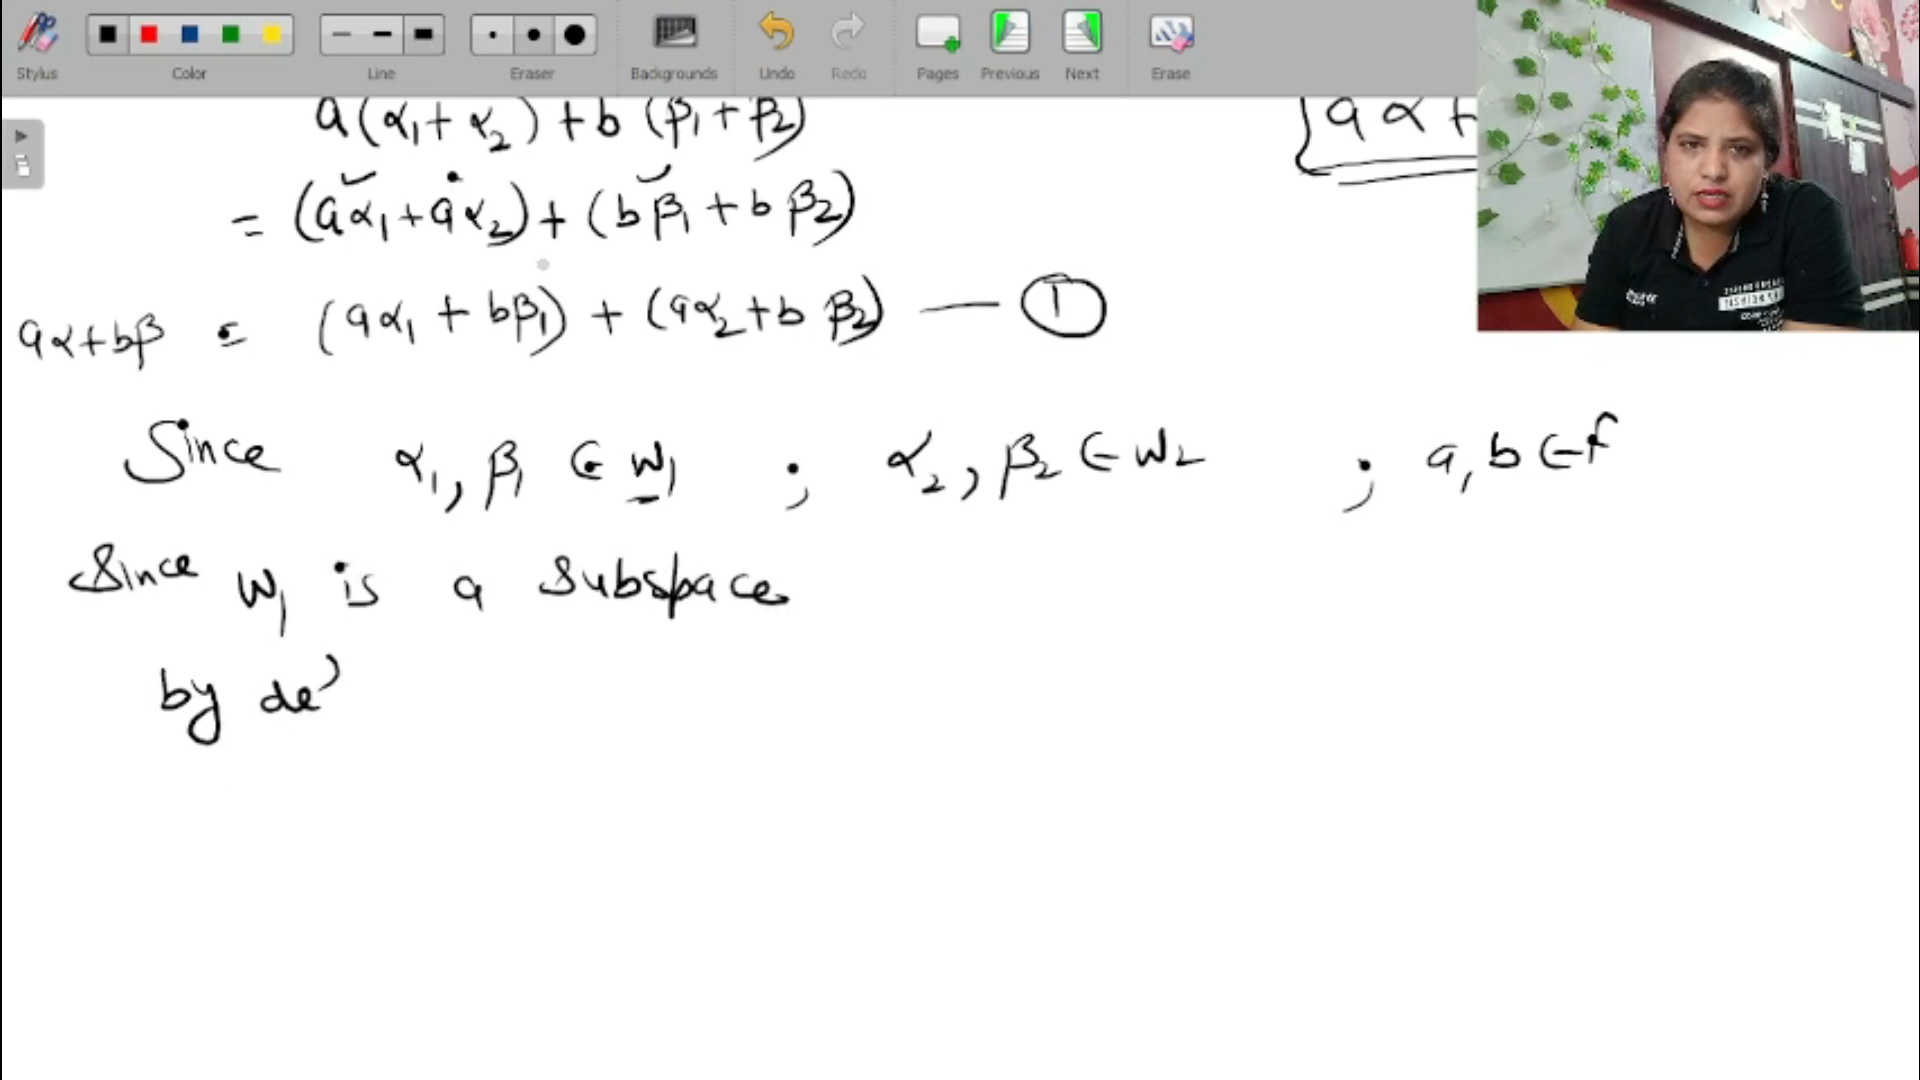 Stylus Color Line Eraser Backgrounds Undo Redo Pages Previous Next Erase
a(α₁+α₂)+b(β₁+β₂)
= (aα₁+aα₂)+(bβ₁+bβ₂)
aα+bβ = (aα₁+bβ₁)+(aα₂+bβ₂) — ①
{aα+
Since α₁, β₁ ∈ W₁ ; α₂, β₂ ∈ W₂ ; a, b ∈ F
Since W₁ is a subspace
by de